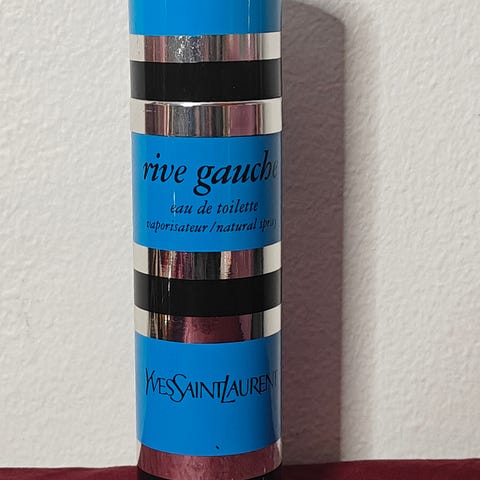 rive gauche
eau de toilette
vaporisateur/natural spray
YVESSAINTLAURENT